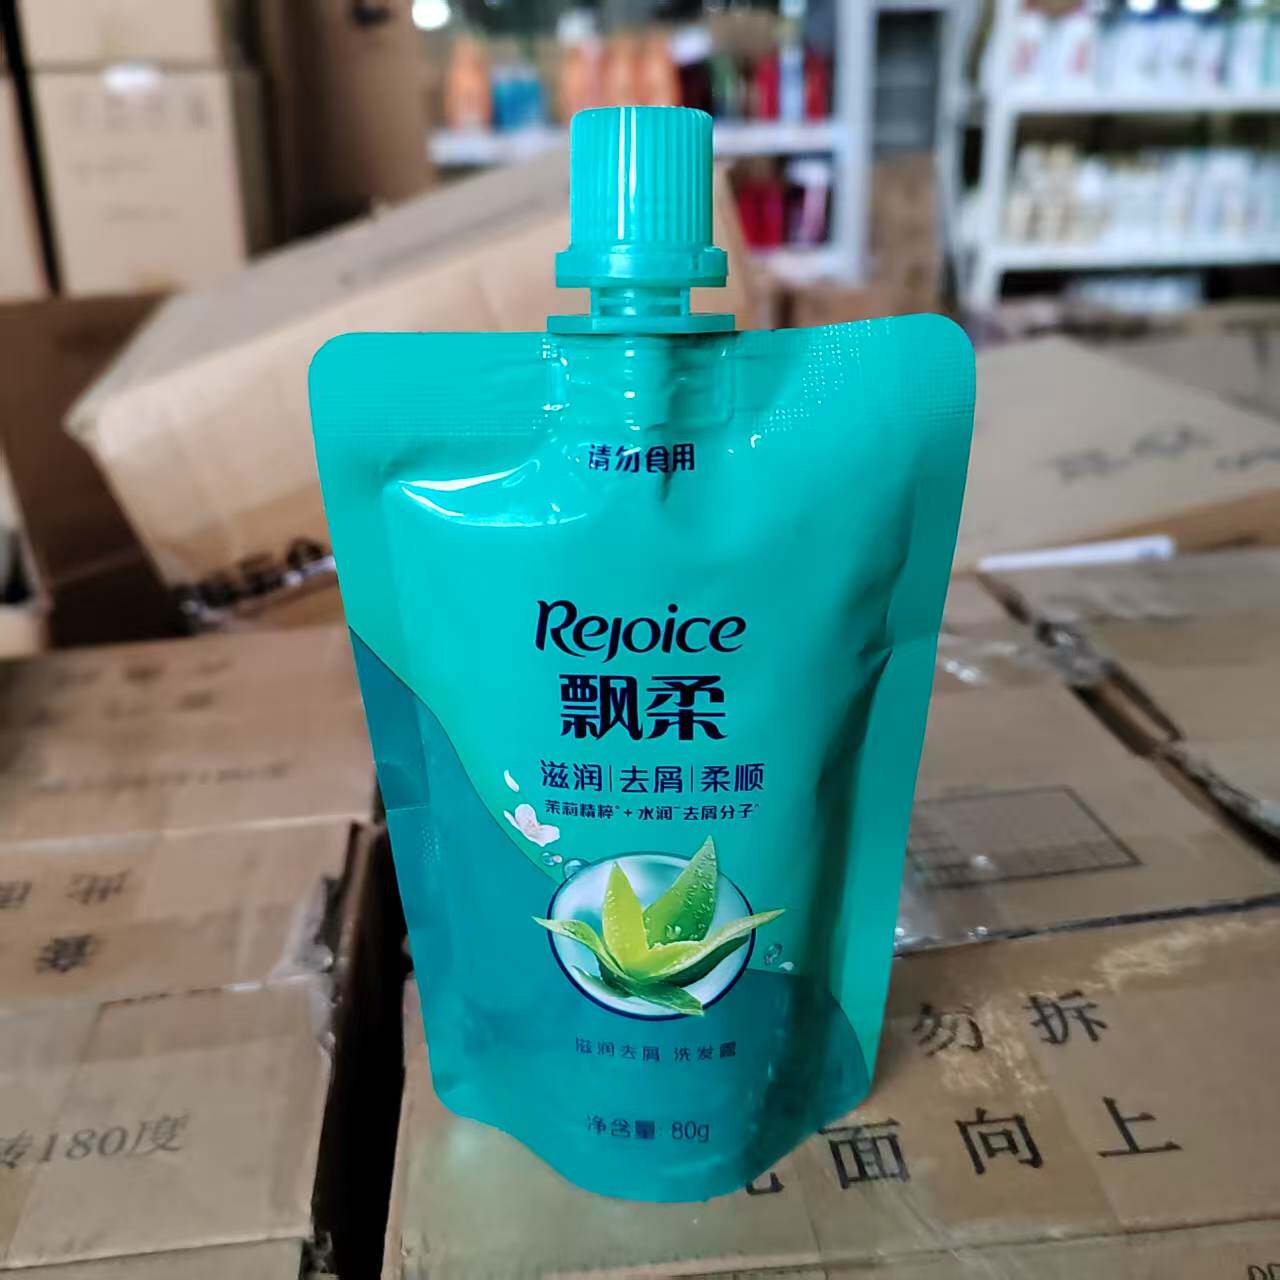 请勿食用
Rejoice
飘柔
滋润|去屑|柔顺
茉莉精粹°+水润~去屑分子^
滋润去屑 洗发露
净含量: 80g
勿拆
此面向上
转180度